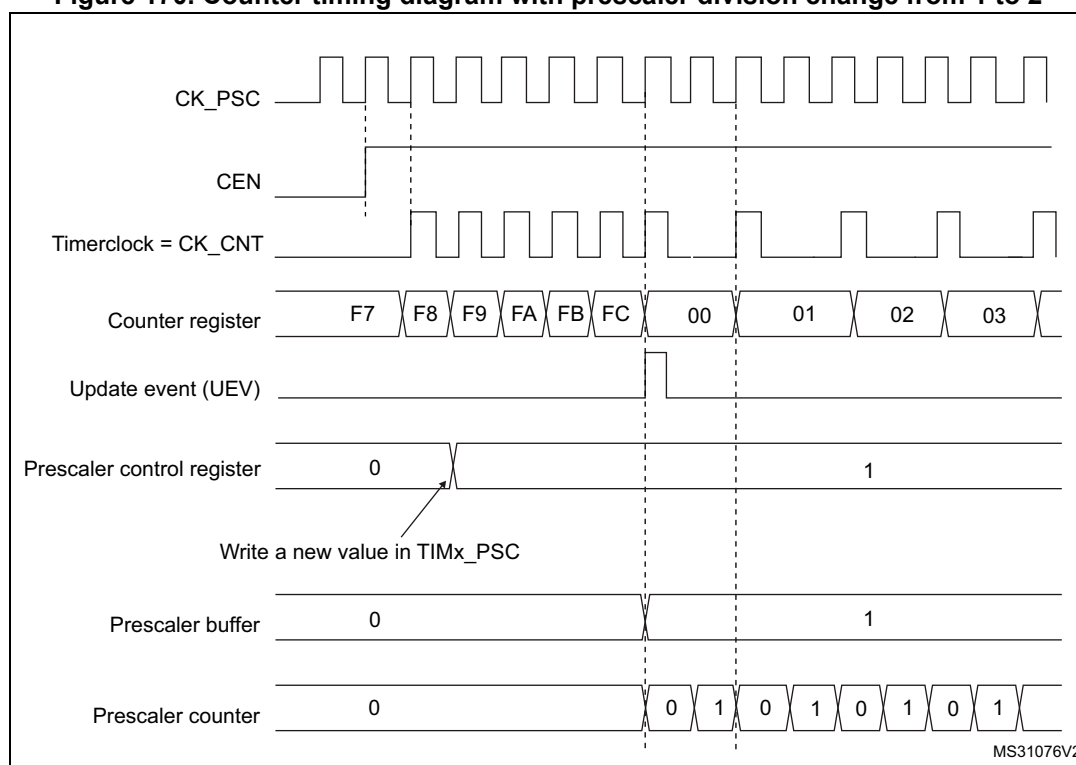 Figure 170. Counter timing diagram with prescaler division change from 1 to 2
CK_PSC
CEN
Timerclock = CK_CNT
Counter register F7 F8 F9 FA FB FC 00 01 02 03
Update event (UEV)
Prescaler control register 0 1
Write a new value in TIMx_PSC
Prescaler buffer 0 1
Prescaler counter 0 0 1 0 1 0 1 0 1
MS31076V2